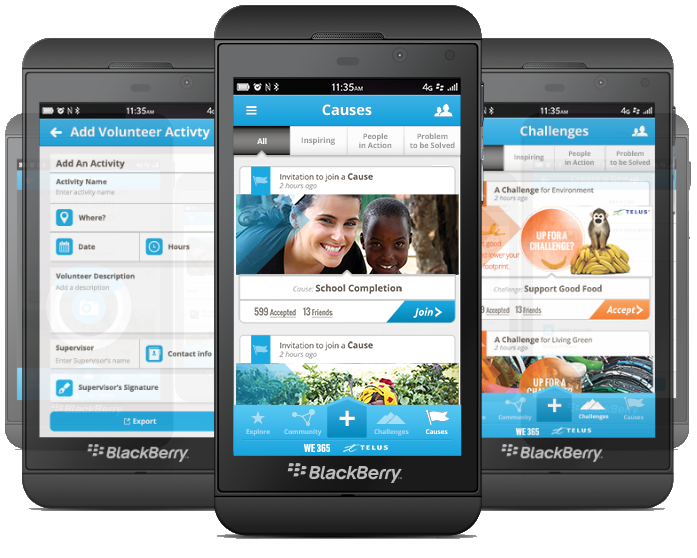 11:35AM
Add Volunteer Activty
Add An Activity
Activity Name
Enter activity name
Where?
Date
Hours
Volunteer Description
Add a description
Supervisor
Enter Supervisor's name
Contact info
Supervisor's Signature
Export
BlackBerry
11:35AM
4G
Causes
All
Inspiring
People
in Action
Problem
to be Solved
Invitation to join a Cause
2 hours ago
Cause: School Completion
599 Accepted 13 Friends
Join >
Invitation to join a Cause
2 hours ago
Explore
Community
+
Challenges
Causes
WE 365
TELUS
BlackBerry
11:35AM
4G
Challenges
Inspiring
People
in Action
Problem
to be Solved
A Challenge for Environment
2 hours ago
TELUS
UP FOR A
CHALLENGE?
good
lower your
footprint.
Challenge: Support Good Food
Accepted 13 Friends
Accept >
A Challenge for Living Green
2 hours ago
UP FOR A
Community
+
Challenges
Causes
WE 365
TELUS
BlackBerry